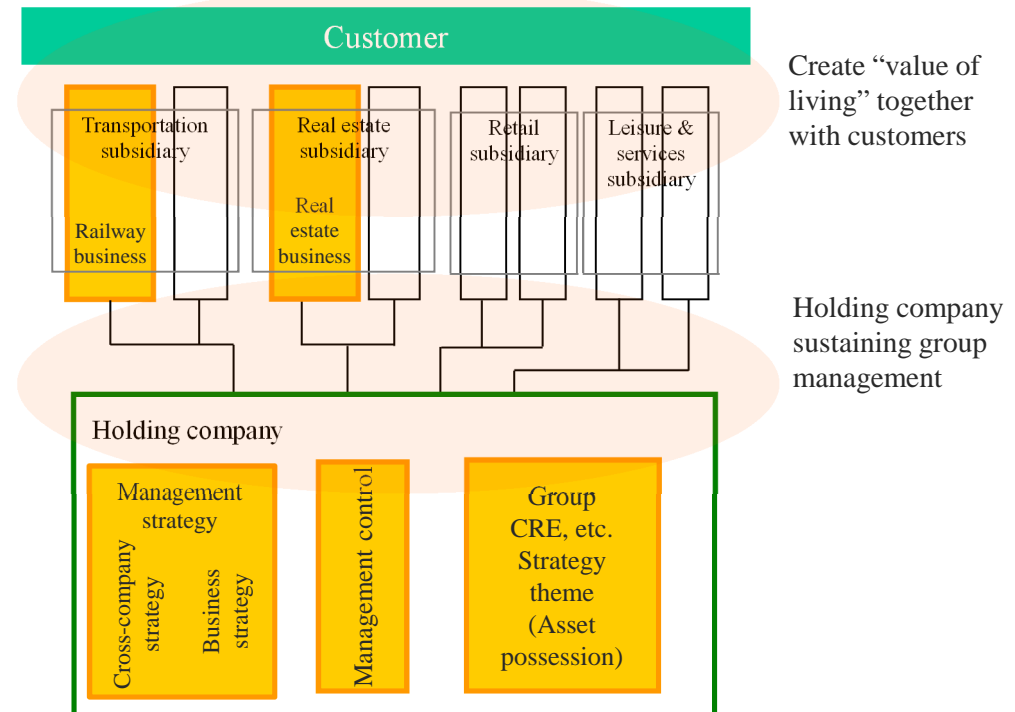 Customer
Create “value of
living” together
with customers
Transportation
subsidiary
Real estate
subsidiary
Retail
subsidiary
Leisure &
services
subsidiary
Railway
business
Real
estate
business
Holding company
sustaining group
management
Holding company
Management
strategy
Cross-company
strategy
Business
strategy
Management control
Group
CRE, etc.
Strategy
theme
(Asset
possession)